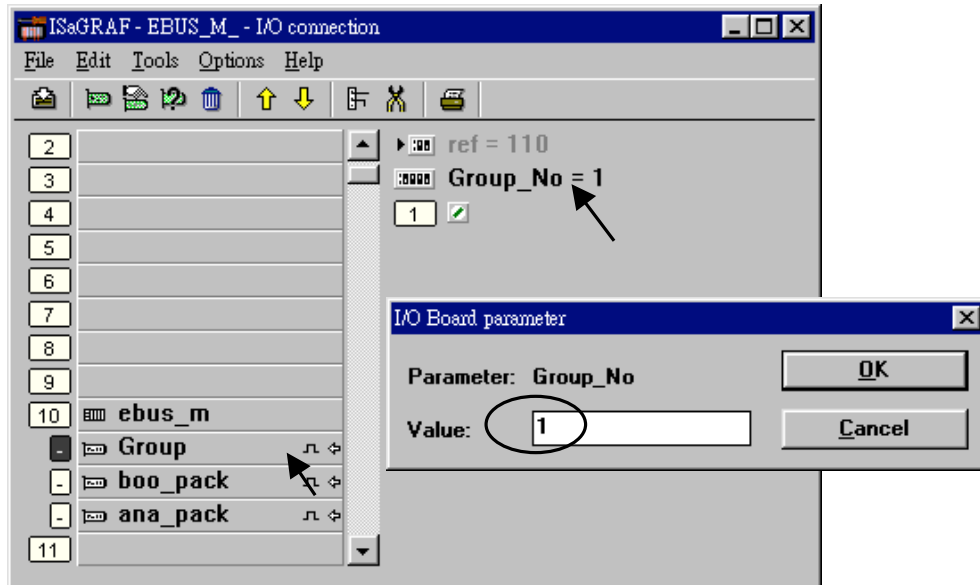 ISaGRAF - EBUS_M_ - I/O connection
File Edit Tools Options Help
2
3
4
5
6
7
8
9
10 ebus_m
- Group
- boo_pack
- ana_pack
11
ref = 110
Group_No = 1
1
I/O Board parameter
Parameter: Group_No
Value: 1
OK
Cancel